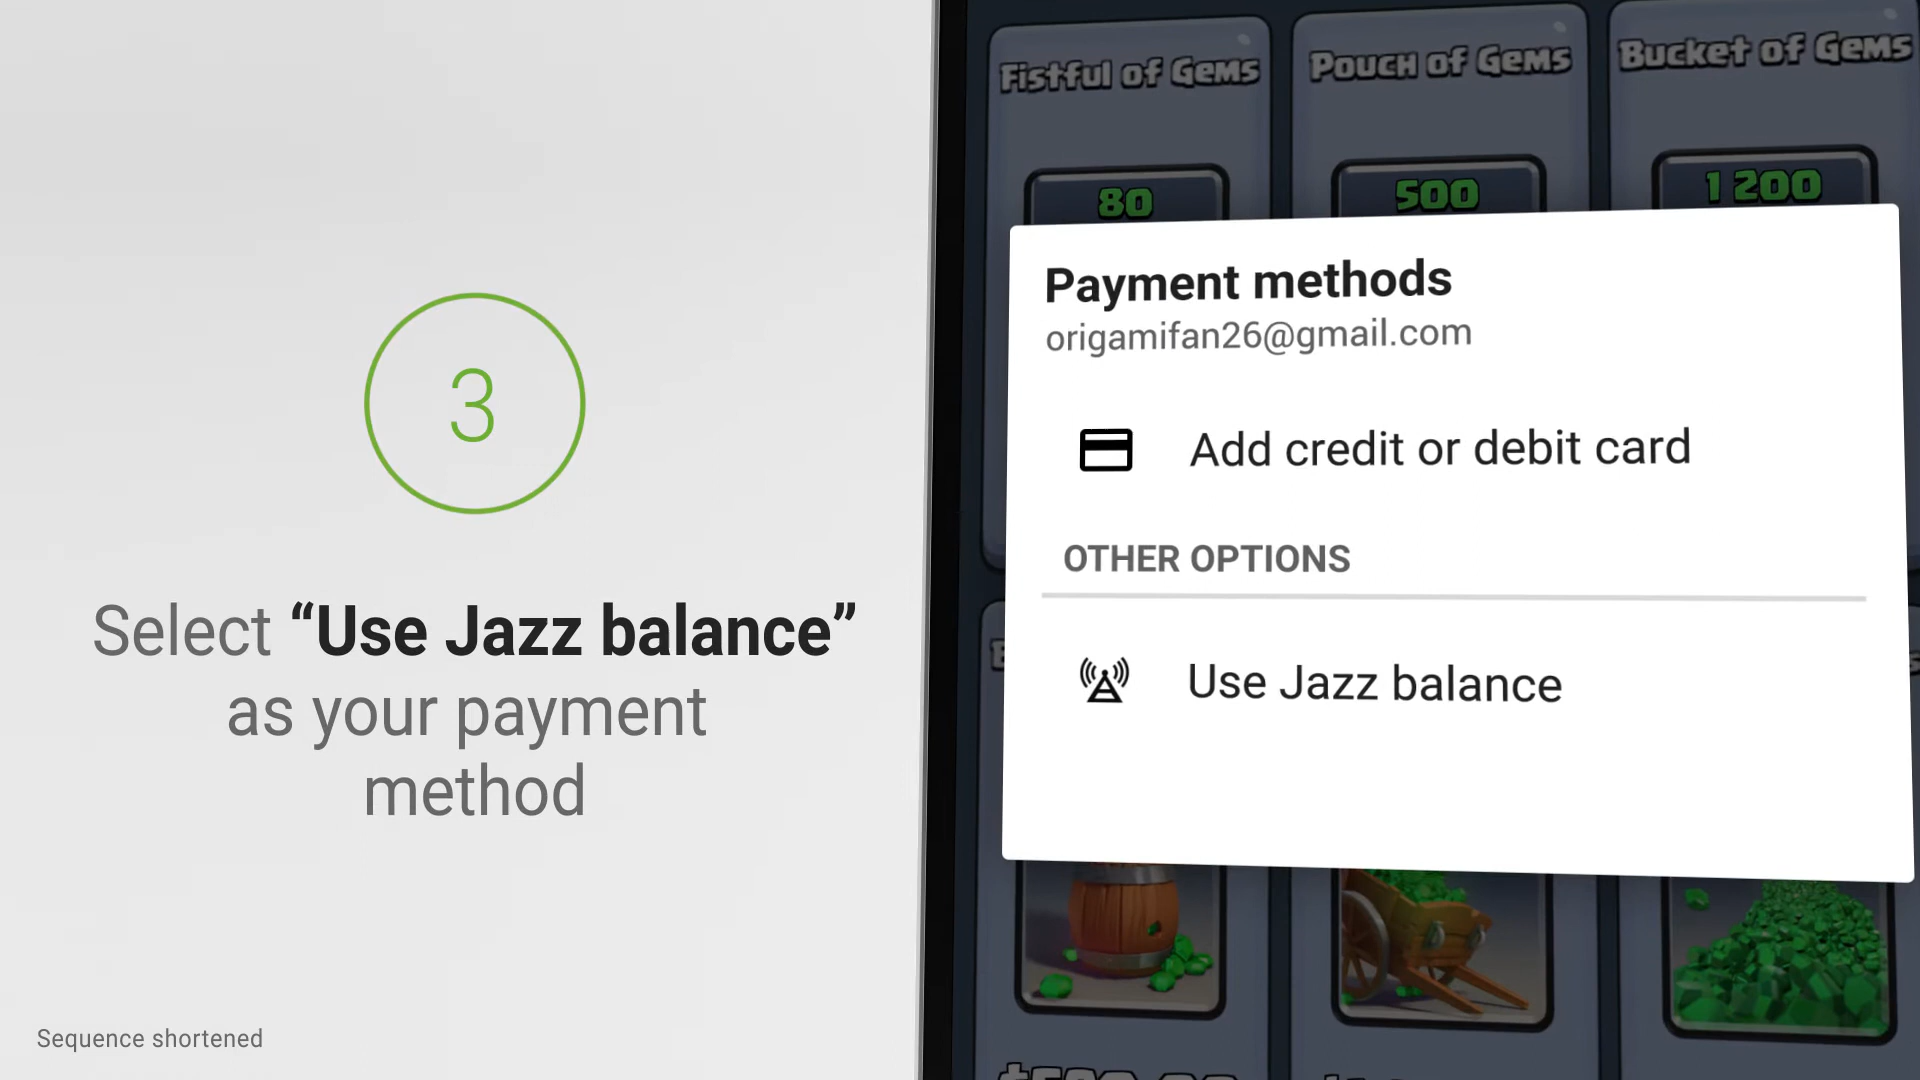 3
Select “Use Jazz balance”
as your payment
method
Sequence shortened
Fistful of Gems
Pouch of Gems
Bucket of Gems
80
500
1 200
Payment methods
origamifan26@gmail.com
Add credit or debit card
OTHER OPTIONS
Use Jazz balance